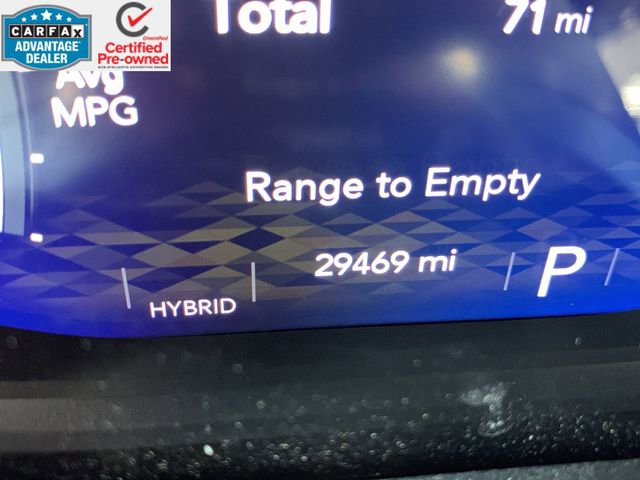 CARFAX
ADVANTAGE
DEALER
Certified
Pre-owned
Total 71 mi
Avg
MPG
Range to Empty
29469 mi
HYBRID
P